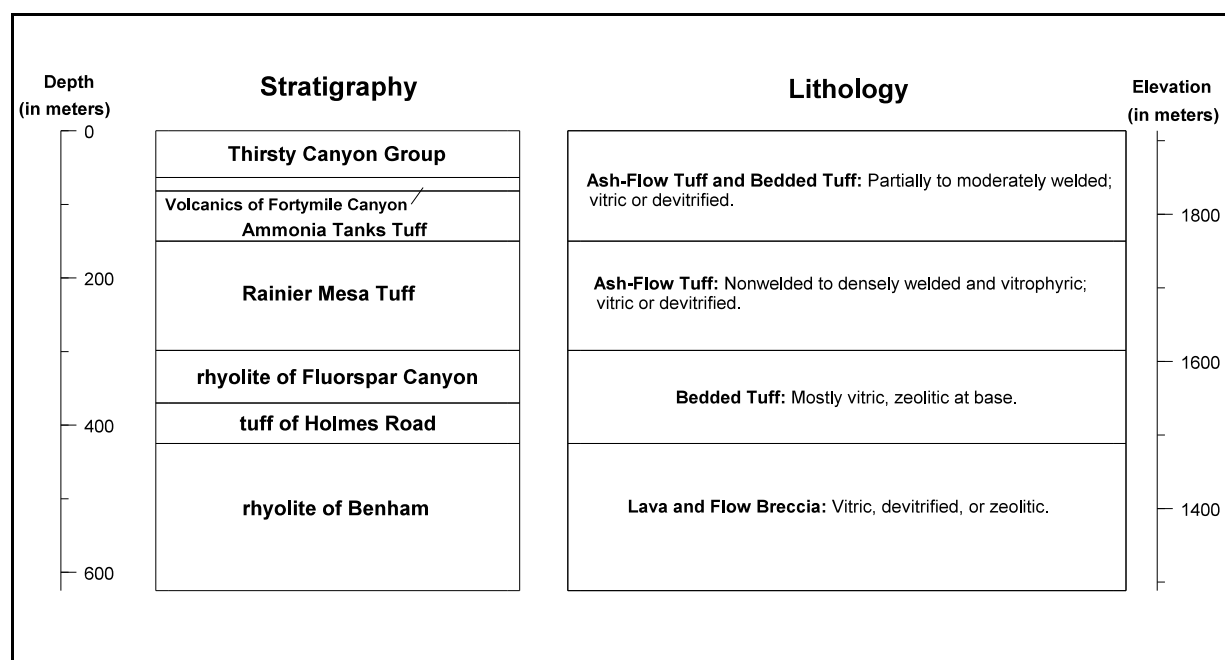 Depth
(in meters)
Stratigraphy
Lithology
Elevation
(in meters)
0
200
400
600
Thirsty Canyon Group
Volcanics of Fortymile Canyon
Ammonia Tanks Tuff
Rainier Mesa Tuff
rhyolite of Fluorspar Canyon
tuff of Holmes Road
rhyolite of Benham
Ash-Flow Tuff and Bedded Tuff: Partially to moderately welded;
vitric or devitrified.
Ash-Flow Tuff: Nonwelded to densely welded and vitrophyric;
vitric or devitrified.
Bedded Tuff: Mostly vitric, zeolitic at base.
Lava and Flow Breccia: Vitric, devitrified, or zeolitic.
1800
1600
1400